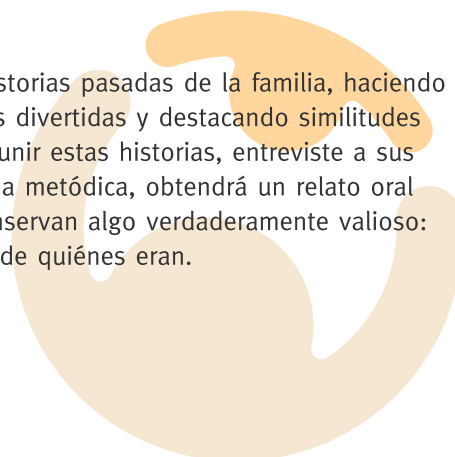 storias pasadas de la familia, haciendo
s divertidas y destacando similitudes
unir estas historias, entreviste a sus
a metódica, obtendrá un relato oral
nservan algo verdaderamente valioso:
de quiénes eran.